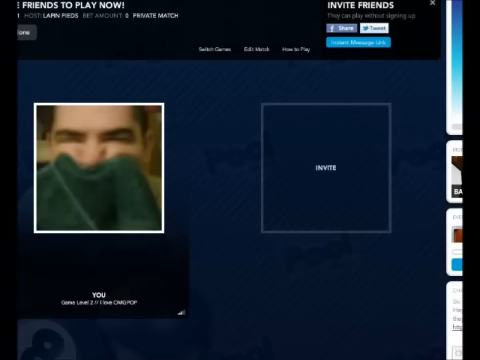 E FRIENDS TO PLAY NOW!
HOST: LAPIN PIEDS BET AMOUNT: 0 PRIVATE MATCH
INVITE FRIENDS
They can play without signing up
Share
Tweet
Instant Message Link
Switch Games Edit Match How to Play
INVITE
YOU
Game Level 2 // I love OMGPOP
BA